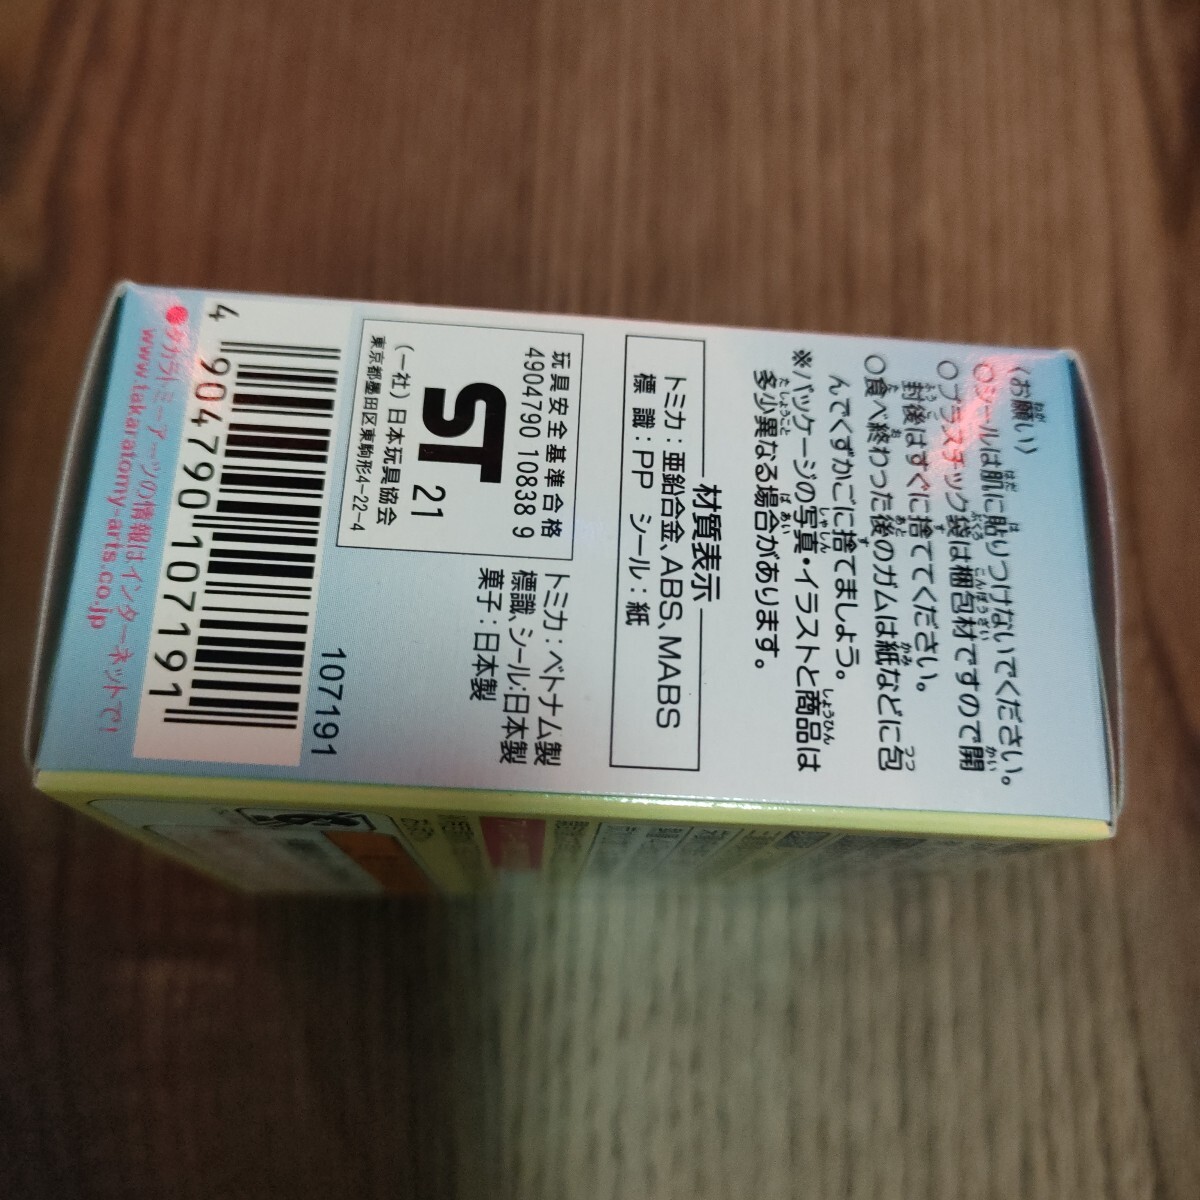 〈お願い〉
○シールは肌に貼りつけないでください。
○プラスチック袋は梱包材ですので開
封後はすぐに捨ててください。
○食べ終わった後のガムは紙などに包
んでくずかごに捨てましょう。
※パッケージの写真・イラストと商品は
多少異なる場合があります。
材質表示
トミカ：亜鉛合金、ABS、MABS
標 識：PP シール：紙
玩具安全基準合格
4904790 10838 9
ST 21
(一社)日本玩具協会
東京都墨田区東駒形4-22-4
トミカ：ベトナム製
標識、シール：日本製
菓子：日本製
107191
4 904790 107191
●タカラトミーアーツの情報はインターネットで！
www.takaratomy-arts.co.jp